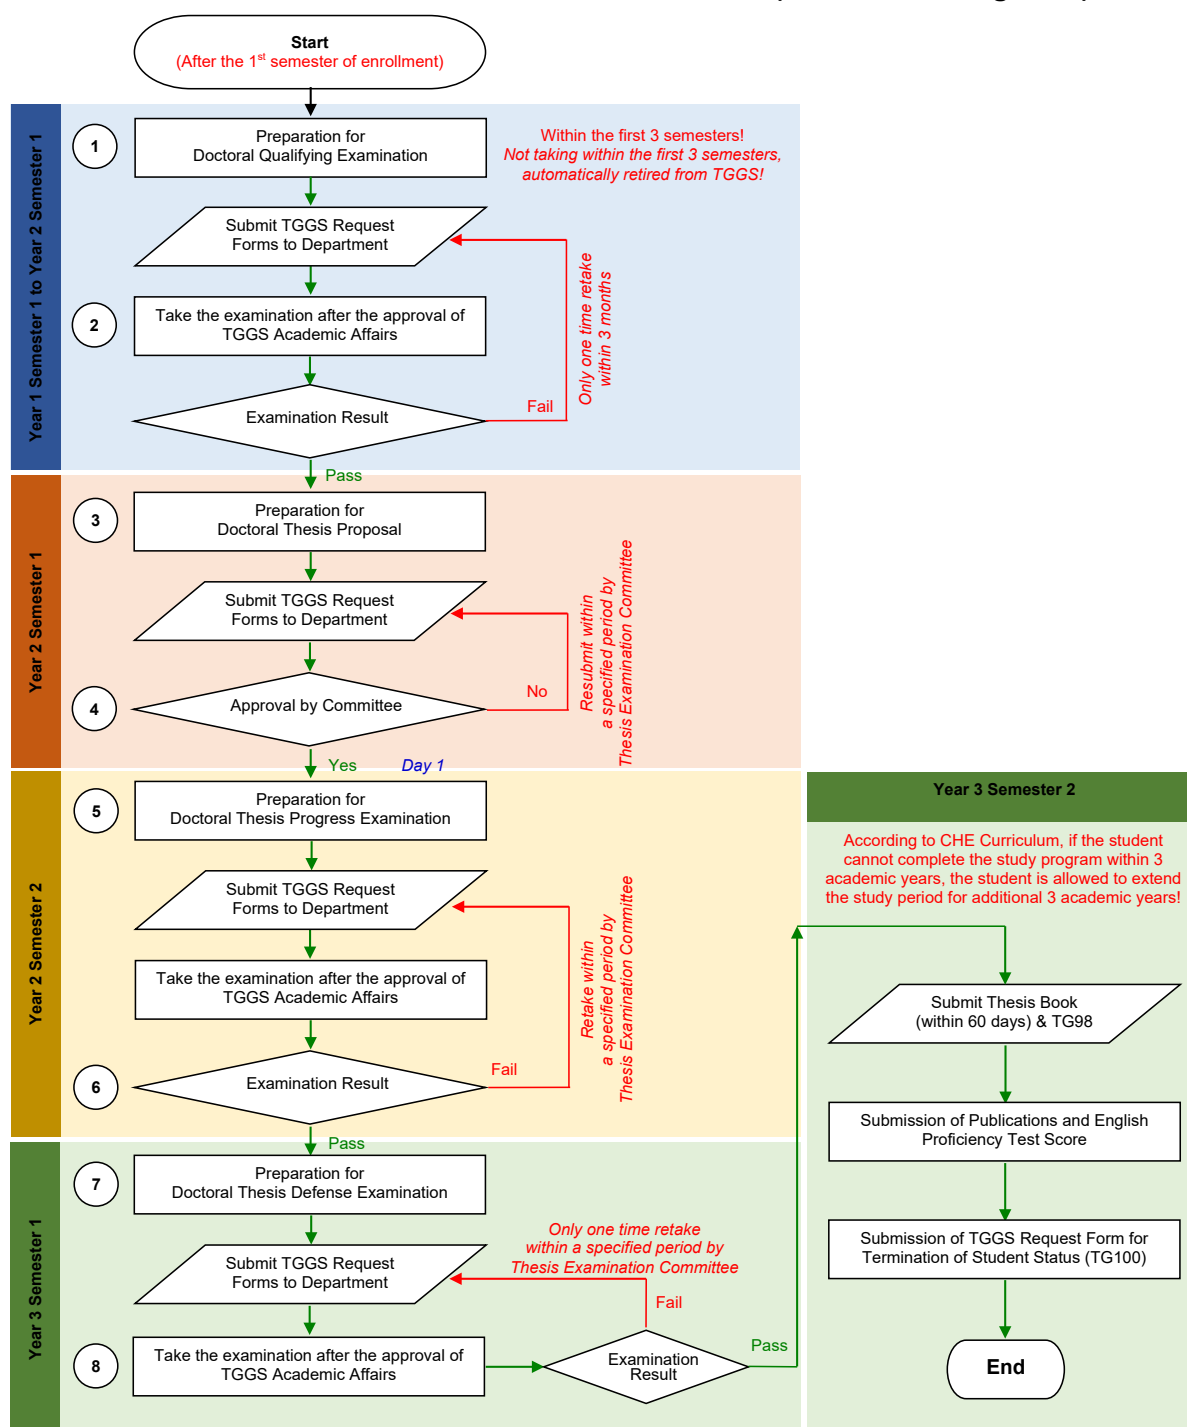 Start
(After the 1st semester of enrollment)
Year 1 Semester 1 to Year 2 Semester 1
1
Preparation for
Doctoral Qualifying Examination
Within the first 3 semesters!
Not taking within the first 3 semesters,
automatically retired from TGGS!
Submit TGGS Request
Forms to Department
Only one time retake
within 3 months
2
Take the examination after the approval of
TGGS Academic Affairs
Examination Result
Fail
Pass
Year 2 Semester 1
3
Preparation for
Doctoral Thesis Proposal
Submit TGGS Request
Forms to Department
Resubmit within
a specified period by
Thesis Examination Committee
4
Approval by Committee
No
Yes
Day 1
Year 2 Semester 2
5
Preparation for
Doctoral Thesis Progress Examination
Submit TGGS Request
Forms to Department
Retake within
a specified period by
Thesis Examination Committee
Take the examination after the approval of
TGGS Academic Affairs
6
Examination Result
Fail
Pass
Year 3 Semester 1
7
Preparation for
Doctoral Thesis Defense Examination
Only one time retake
within a specified period by
Thesis Examination Committee
Submit TGGS Request
Forms to Department
Fail
8
Take the examination after the approval of
TGGS Academic Affairs
Examination
Result
Pass
Year 3 Semester 2
According to CHE Curriculum, if the student
cannot complete the study program within 3
academic years, the student is allowed to extend
the study period for additional 3 academic years!
Submit Thesis Book
(within 60 days) & TG98
Submission of Publications and English
Proficiency Test Score
Submission of TGGS Request Form for
Termination of Student Status (TG100)
End